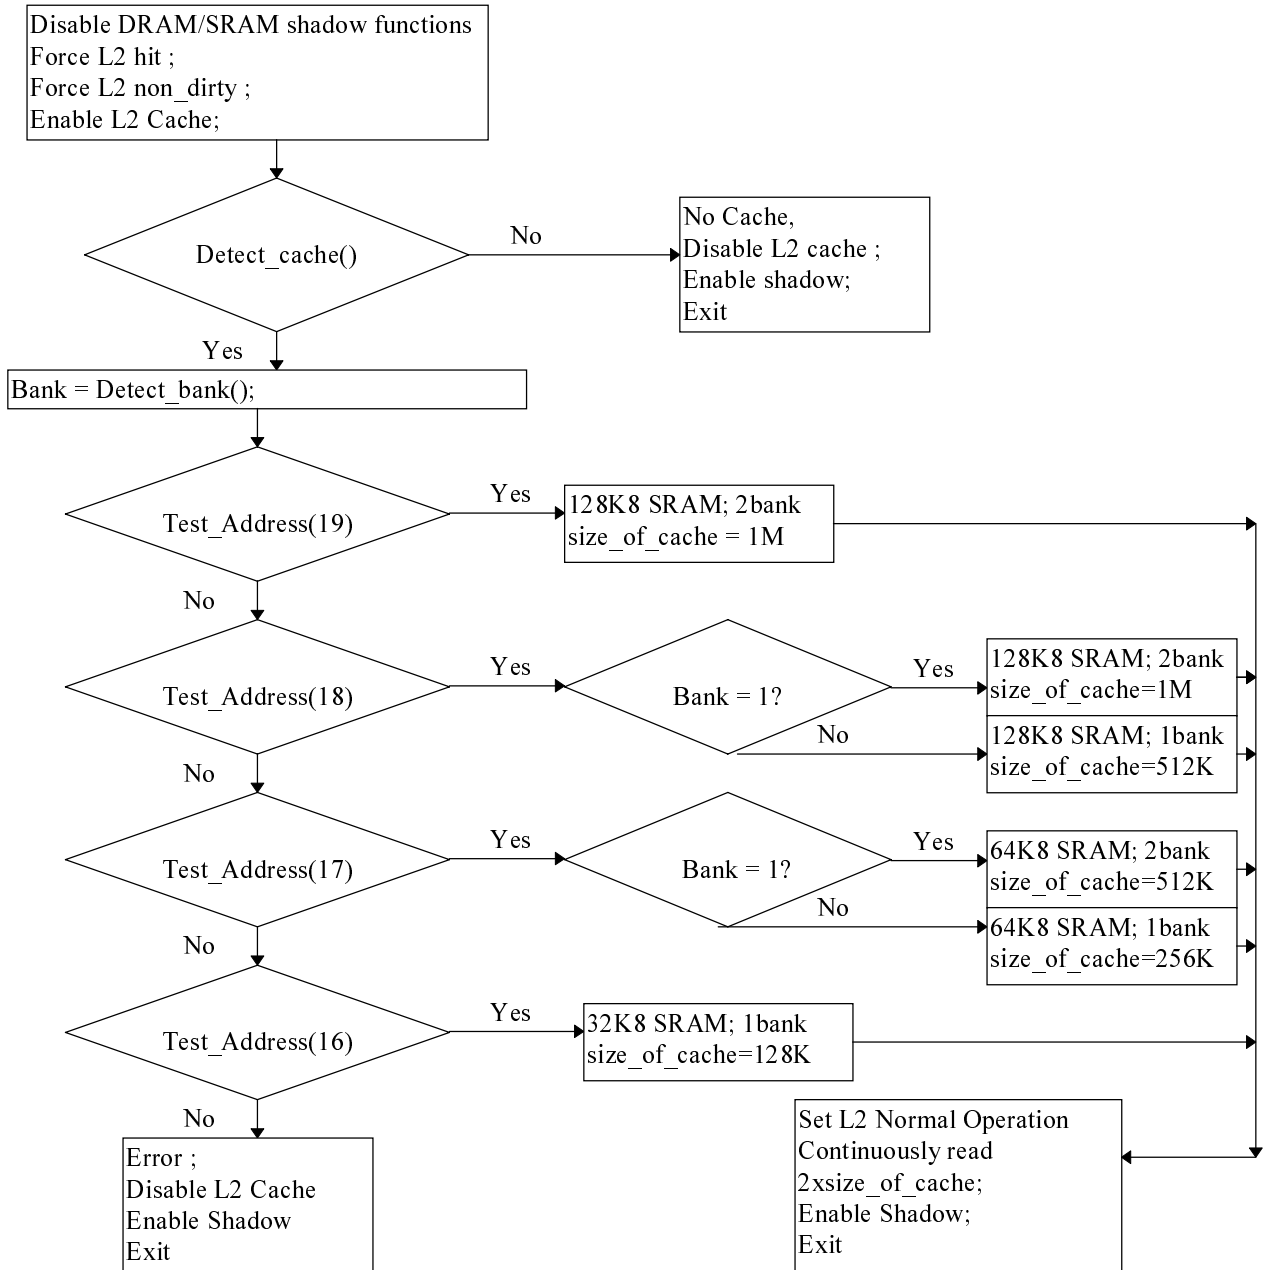 Disable DRAM/SRAM shadow functions
Force L2 hit ;
Force L2 non_dirty ;
Enable L2 Cache;
Detect_cache()
No
No Cache,
Disable L2 cache ;
Enable shadow;
Exit
Yes
Bank = Detect_bank();
Test_Address(19)
Yes
128K8 SRAM; 2bank
size_of_cache = 1M
No
Test_Address(18)
Yes
Bank = 1?
Yes
128K8 SRAM; 2bank
size_of_cache=1M
No
128K8 SRAM; 1bank
size_of_cache=512K
No
Test_Address(17)
Yes
Bank = 1?
Yes
64K8 SRAM; 2bank
size_of_cache=512K
No
64K8 SRAM; 1bank
size_of_cache=256K
No
Test_Address(16)
Yes
32K8 SRAM; 1bank
size_of_cache=128K
No
Error ;
Disable L2 Cache
Enable Shadow
Exit
Set L2 Normal Operation
Continuously read
2xsize_of_cache;
Enable Shadow;
Exit